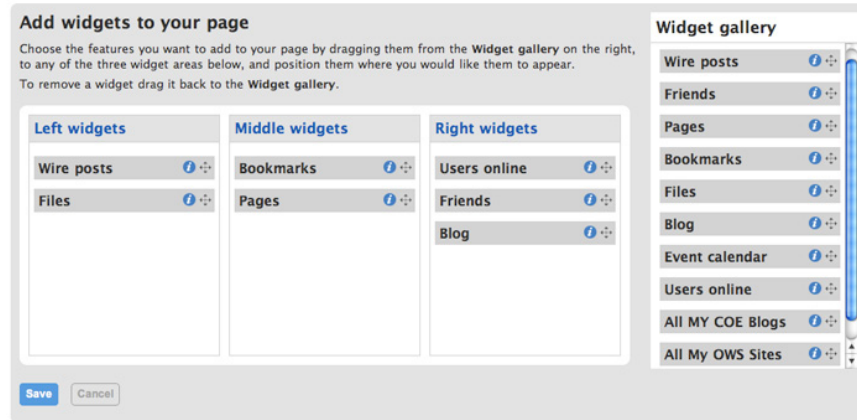 Add widgets to your page
Choose the features you want to add to your page by dragging them from the Widget gallery on the right,
to any of the three widget areas below, and position them where you would like them to appear.
To remove a widget drag it back to the Widget gallery.
Left widgets
Wire posts
Files
Middle widgets
Bookmarks
Pages
Right widgets
Users online
Friends
Blog
Save
Cancel
Widget gallery
Wire posts
Friends
Pages
Bookmarks
Files
Blog
Event calendar
Users online
All MY COE Blogs
All My OWS Sites